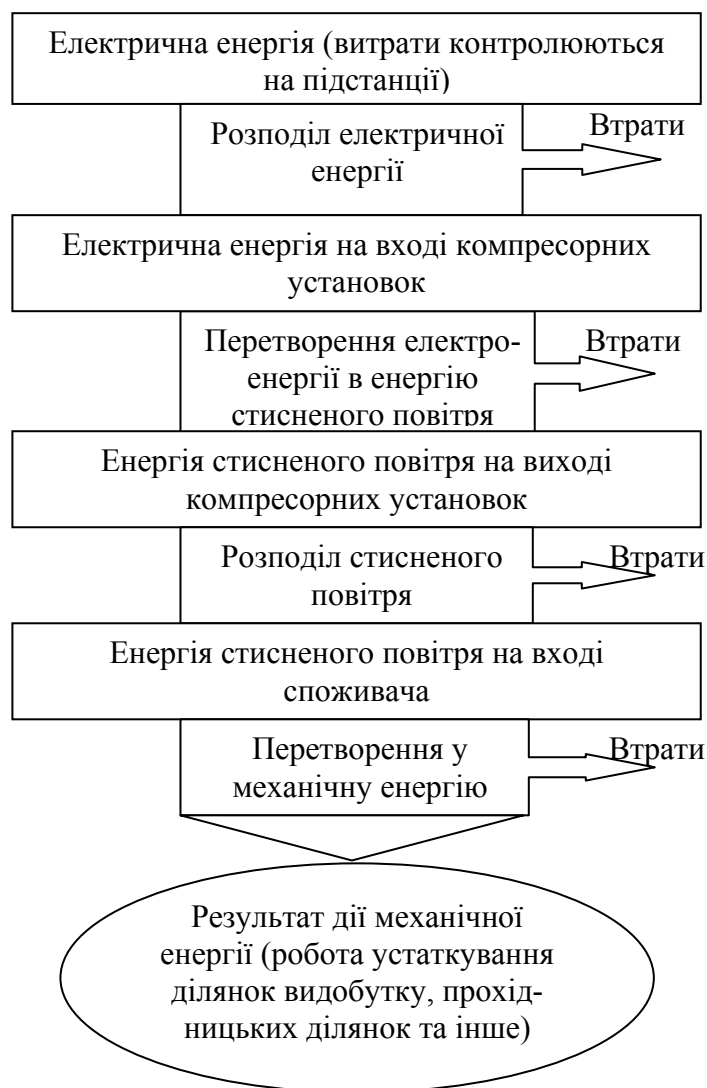 Електрична енергія (витрати контролюються
на підстанції)
Розподіл електричної
енергії
Втрати
Електрична енергія на вході компресорних
установок
Перетворення електро-
енергії в енергію
стисненого повітря
Втрати
Енергія стисненого повітря на виході
компресорних установок
Розподіл стисненого
повітря
Втрати
Енергія стисненого повітря на вході
споживача
Перетворення у
механічну енергію
Втрати
Результат дії механічної
енергії (робота устаткування
ділянок видобутку, прохід-
ницьких ділянок та інше)